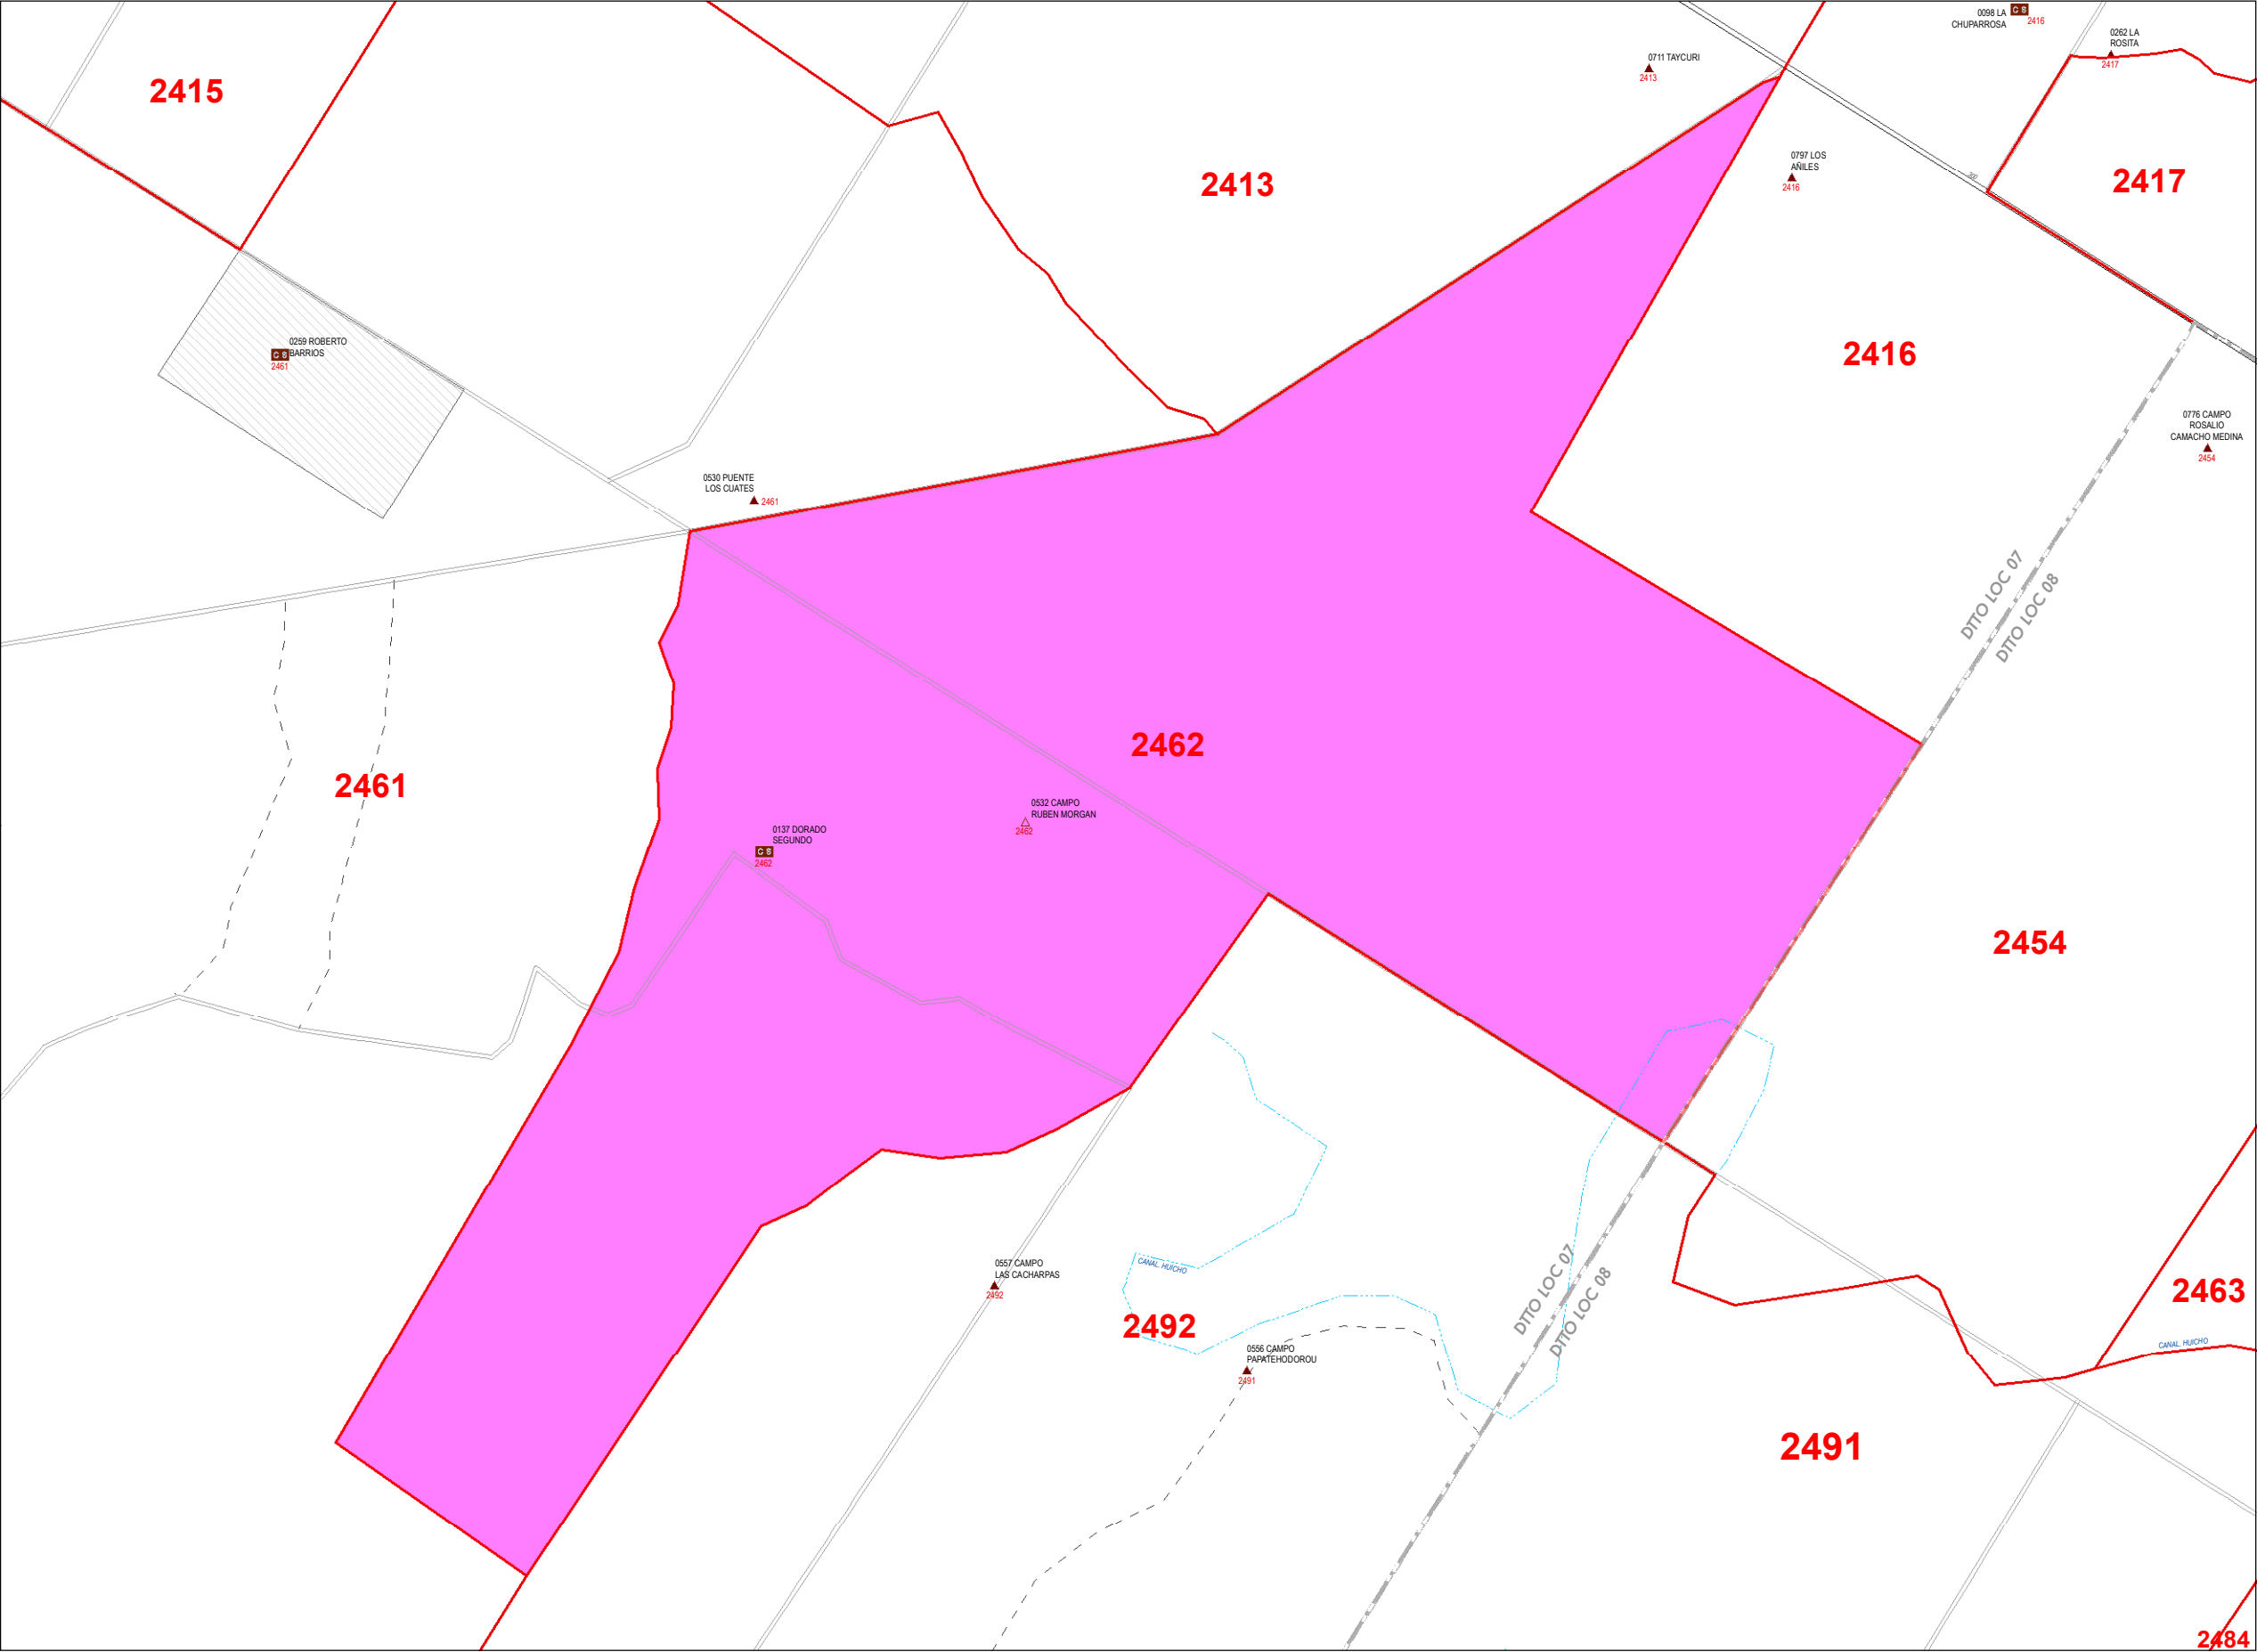 0098 LA
CHUPARROSA
C S
2416
0262 LA
ROSITA
2417
0711 TAYCURI
2413
2415
0797 LOS
AÑILES
2416
300
2413
2417
0259 ROBERTO
BARRIOS
C S
2461
2416
0776 CAMPO
ROSALIO
CAMACHO MEDINA
2454
0530 PUENTE
LOS CUATES
2461
DTTO LOC 07
DTTO LOC 08
2462
2461
0532 CAMPO
RUBEN MORGAN
2462
0137 DORADO
SEGUNDO
C S
2462
2454
0557 CAMPO
LAS CACHARPAS
2492
CANAL HUICHO
DTTO LOC 07
DTTO LOC 08
2463
2492
CANAL HUICHO
0556 CAMPO
PAPATEHODOROU
2491
2491
2484